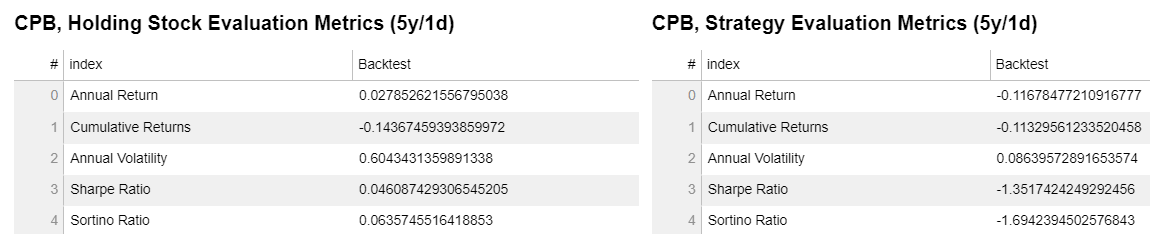 CPB, Holding Stock Evaluation Metrics (5y/1d)
# index Backtest
0 Annual Return 0.027852621556795038
1 Cumulative Returns -0.14367459393859972
2 Annual Volatility 0.6043431359891338
3 Sharpe Ratio 0.046087429306545205
4 Sortino Ratio 0.0635745516418853
CPB, Strategy Evaluation Metrics (5y/1d)
# index Backtest
0 Annual Return -0.11678477210916777
1 Cumulative Returns -0.11329561233520458
2 Annual Volatility 0.08639572891653574
3 Sharpe Ratio -1.3517424249292456
4 Sortino Ratio -1.6942394502576843